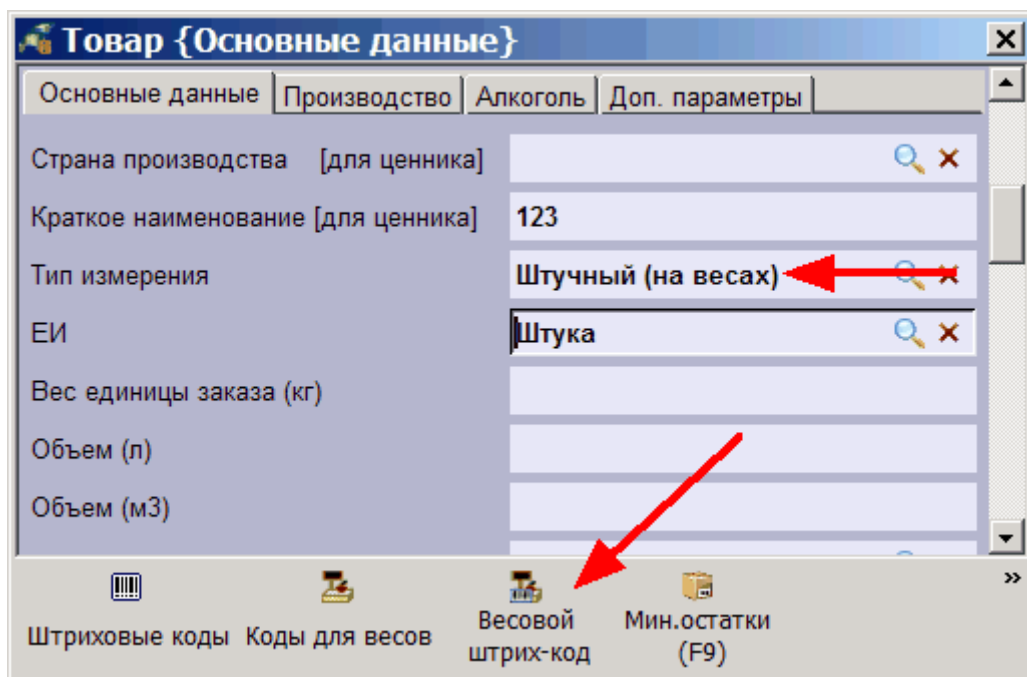 Товар {Основные данные}
Основные данные Производство Алкоголь Доп. параметры
Страна производства [для ценника]
Краткое наименование [для ценника] 123
Тип измерения Штучный (на весах)
ЕИ Штука
Вес единицы заказа (кг)
Объем (л)
Объем (м3)
Штриховые коды Коды для весов Весовой штрих-код Мин.остатки (F9)